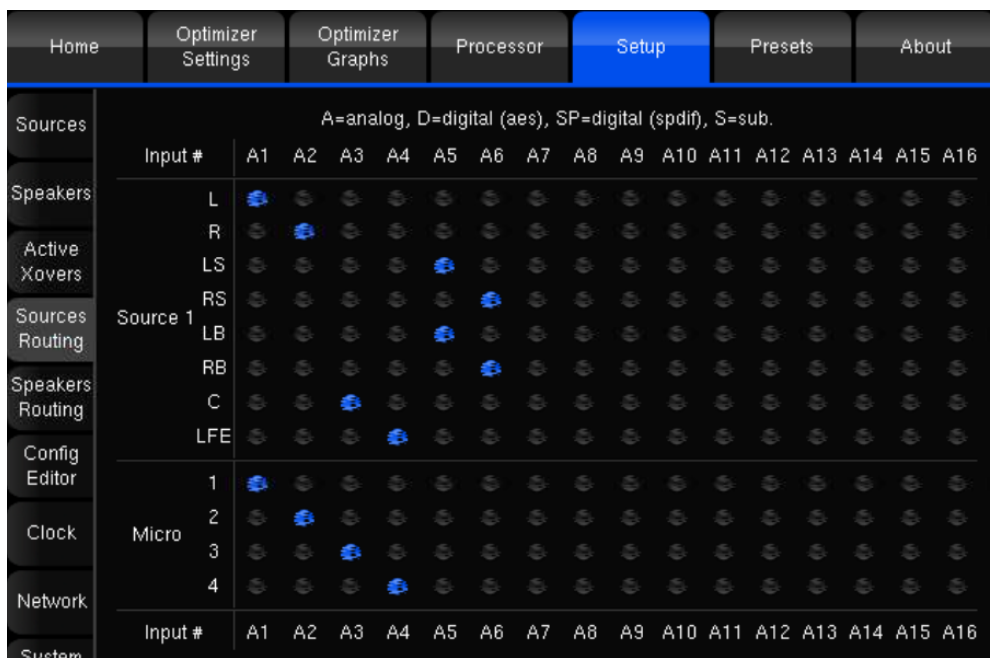 Home Optimizer Settings Optimizer Graphs Processor Setup Presets About
A=analog, D=digital (aes), SP=digital (spdif), S=sub.
Input # A1 A2 A3 A4 A5 A6 A7 A8 A9 A10 A11 A12 A13 A14 A15 A16
Sources
Speakers
Active
Xovers
Sources
Routing
Speakers
Routing
Config
Editor
Clock
Network
System
Source 1
L
R
LS
RS
LB
RB
C
LFE
Micro
1
2
3
4
Input # A1 A2 A3 A4 A5 A6 A7 A8 A9 A10 A11 A12 A13 A14 A15 A16